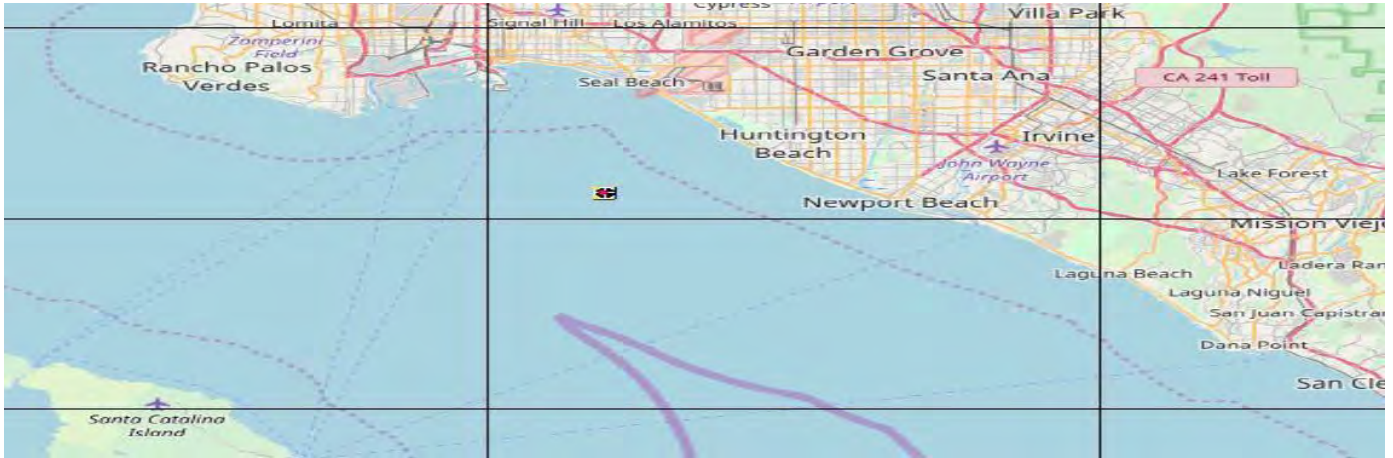 Cypress
Villa Park
Lomita
Signal Hill
Los Alamitos
Zamperini
Field
Garden Grove
Rancho Palos
Verdes
Seal Beach
Santa Ana
CA 241 Toll
Huntington
Beach
Irvine
John Wayne
Airport
Lake Forest
Newport Beach
Mission Viej
Laguna Beach
Ladera Ran
Laguna Niguel
San Juan Capistran
Dana Point
San Cle
Santa Catalina
Island